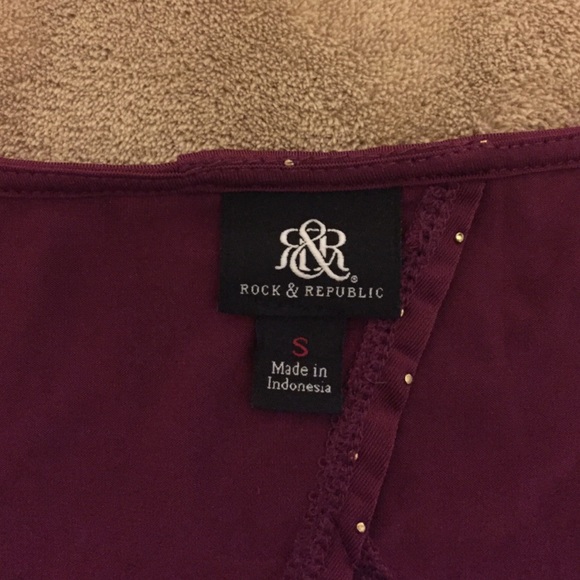 R&R®
ROCK & REPUBLIC
S
Made in
Indonesia